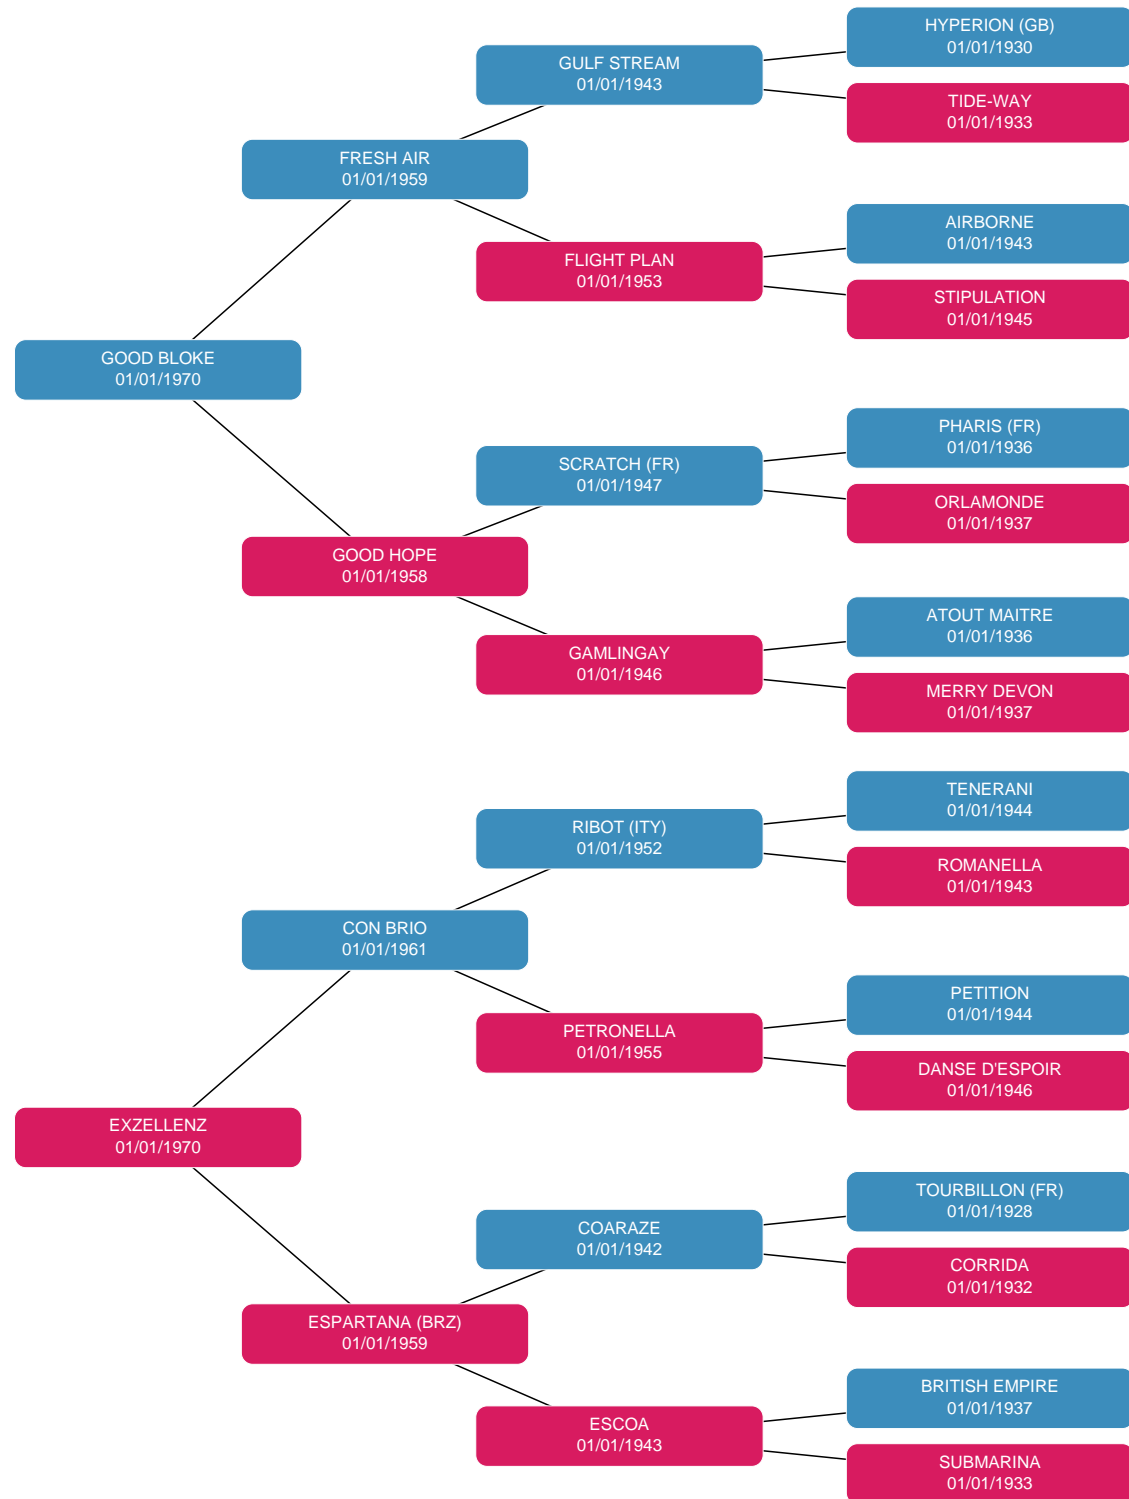 HYPERION (GB)
01/01/1930
GULF STREAM
01/01/1943
TIDE-WAY
01/01/1933
FRESH AIR
01/01/1959
AIRBORNE
01/01/1943
FLIGHT PLAN
01/01/1953
STIPULATION
01/01/1945
GOOD BLOKE
01/01/1970
PHARIS (FR)
01/01/1936
SCRATCH (FR)
01/01/1947
ORLAMONDE
01/01/1937
GOOD HOPE
01/01/1958
ATOUT MAITRE
01/01/1936
GAMLINGAY
01/01/1946
MERRY DEVON
01/01/1937
TENERANI
01/01/1944
RIBOT (ITY)
01/01/1952
ROMANELLA
01/01/1943
CON BRIO
01/01/1961
PETITION
01/01/1944
PETRONELLA
01/01/1955
DANSE D'ESPOIR
01/01/1946
EXZELLENZ
01/01/1970
TOURBILLON (FR)
01/01/1928
COARAZE
01/01/1942
CORRIDA
01/01/1932
ESPARTANA (BRZ)
01/01/1959
BRITISH EMPIRE
01/01/1937
ESCOA
01/01/1943
SUBMARINA
01/01/1933